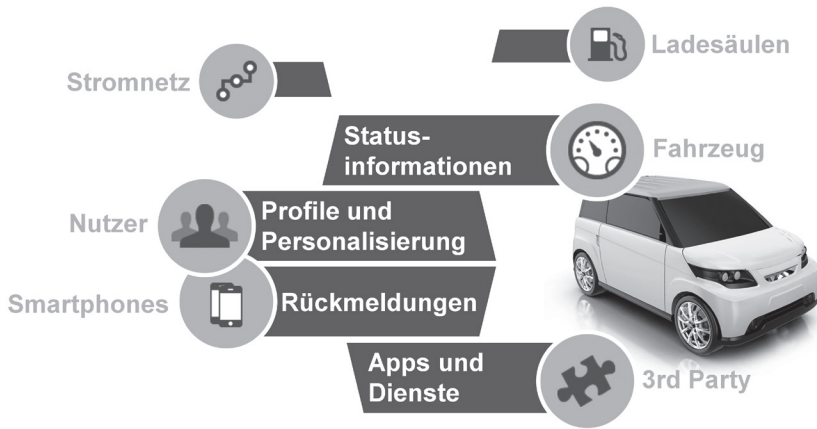 Ladesäulen
Stromnetz
Status-
informationen
Fahrzeug
Profile und
Personalisierung
Nutzer
Smartphones
Rückmeldungen
Apps und
Dienste
3rd Party